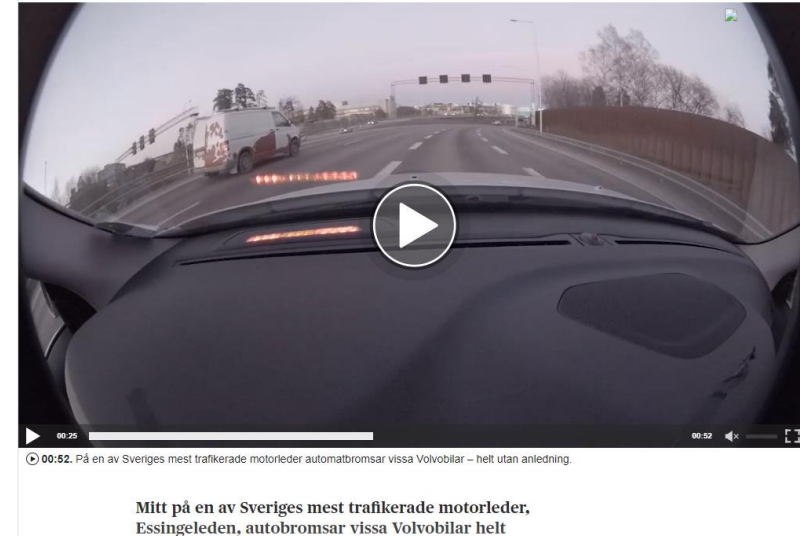 00:25
00:52
00:52. På en av Sveriges mest trafikerade motorleder automatbromsar vissa Volvobilar – helt utan anledning.
Mitt på en av Sveriges mest trafikerade motorleder,
Essingeleden, autobromsar vissa Volvobilar helt